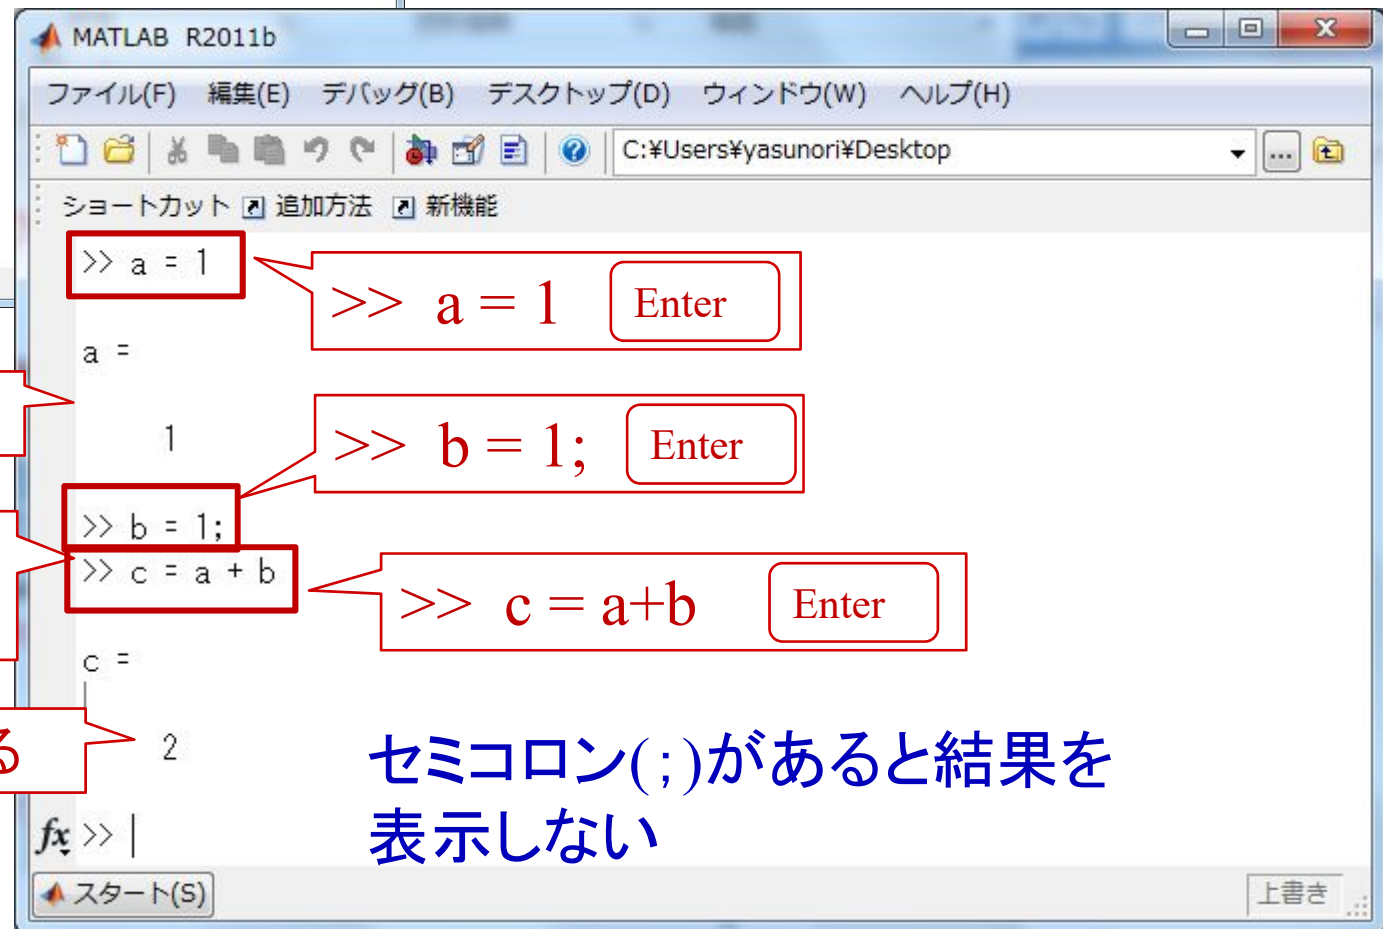 MATLAB R2011b
ファイル(F) 編集(E) デバッグ(B) デスクトップ(D) ウィンドウ(W) ヘルプ(H)
C:¥Users¥yasunori¥Desktop
ショートカット 追加方法 新機能
>> a = 1
>> a = 1 Enter
a =
1
>> b = 1; Enter
>> b = 1;
>> c = a + b
>> c = a+b Enter
c =
る
2
セミコロン(;)があると結果を
表示しない
fx >>
スタート(S)
上書き